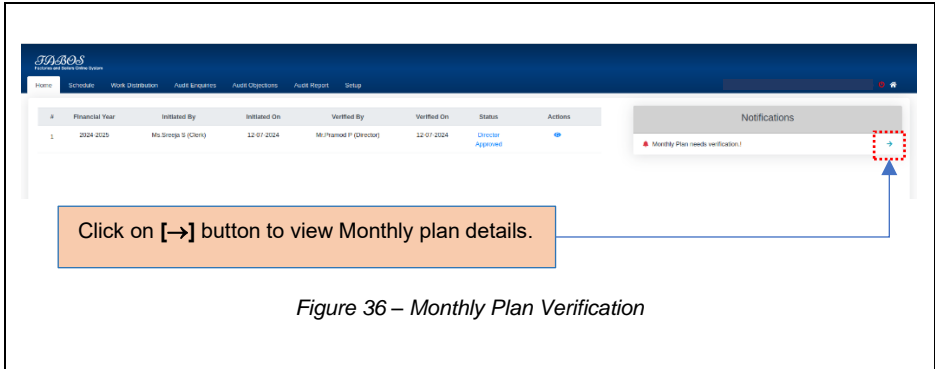 FABOS
Factories and Boilers Online System
Home Schedule Work Distribution Audit Enquiries Audit Objections Audit Report Setup
# Financial Year Initiated By Initiated On Verified By Verified On Status Actions
1 2024-2025 Ms.Sreeja S (Clerk) 12-07-2024 Mr.Pramod P (Director) 12-07-2024 Director Approved
Notifications
Monthly Plan needs verification.!
Click on [→] button to view Monthly plan details.
Figure 36 – Monthly Plan Verification